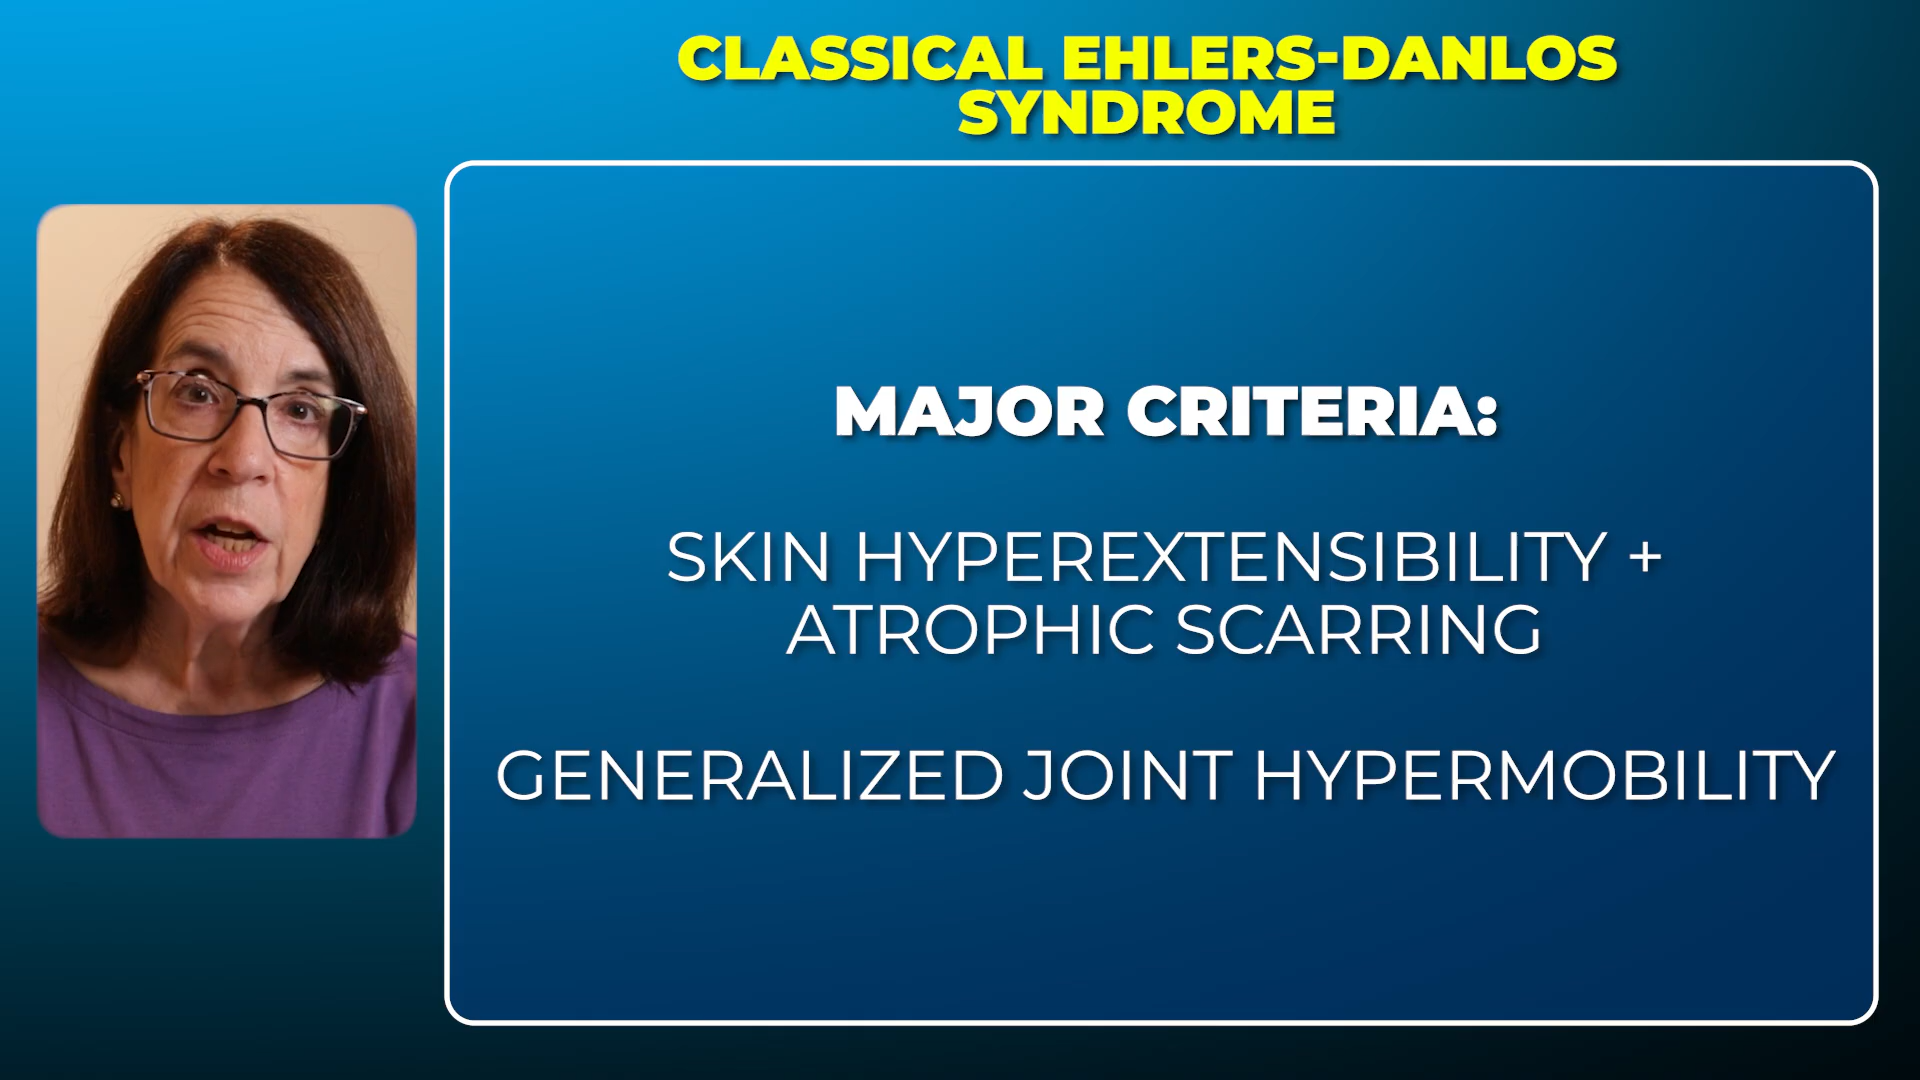 CLASSICAL EHLERS-DANLOS
SYNDROME
MAJOR CRITERIA:
SKIN HYPEREXTENSIBILITY +
ATROPHIC SCARRING
GENERALIZED JOINT HYPERMOBILITY